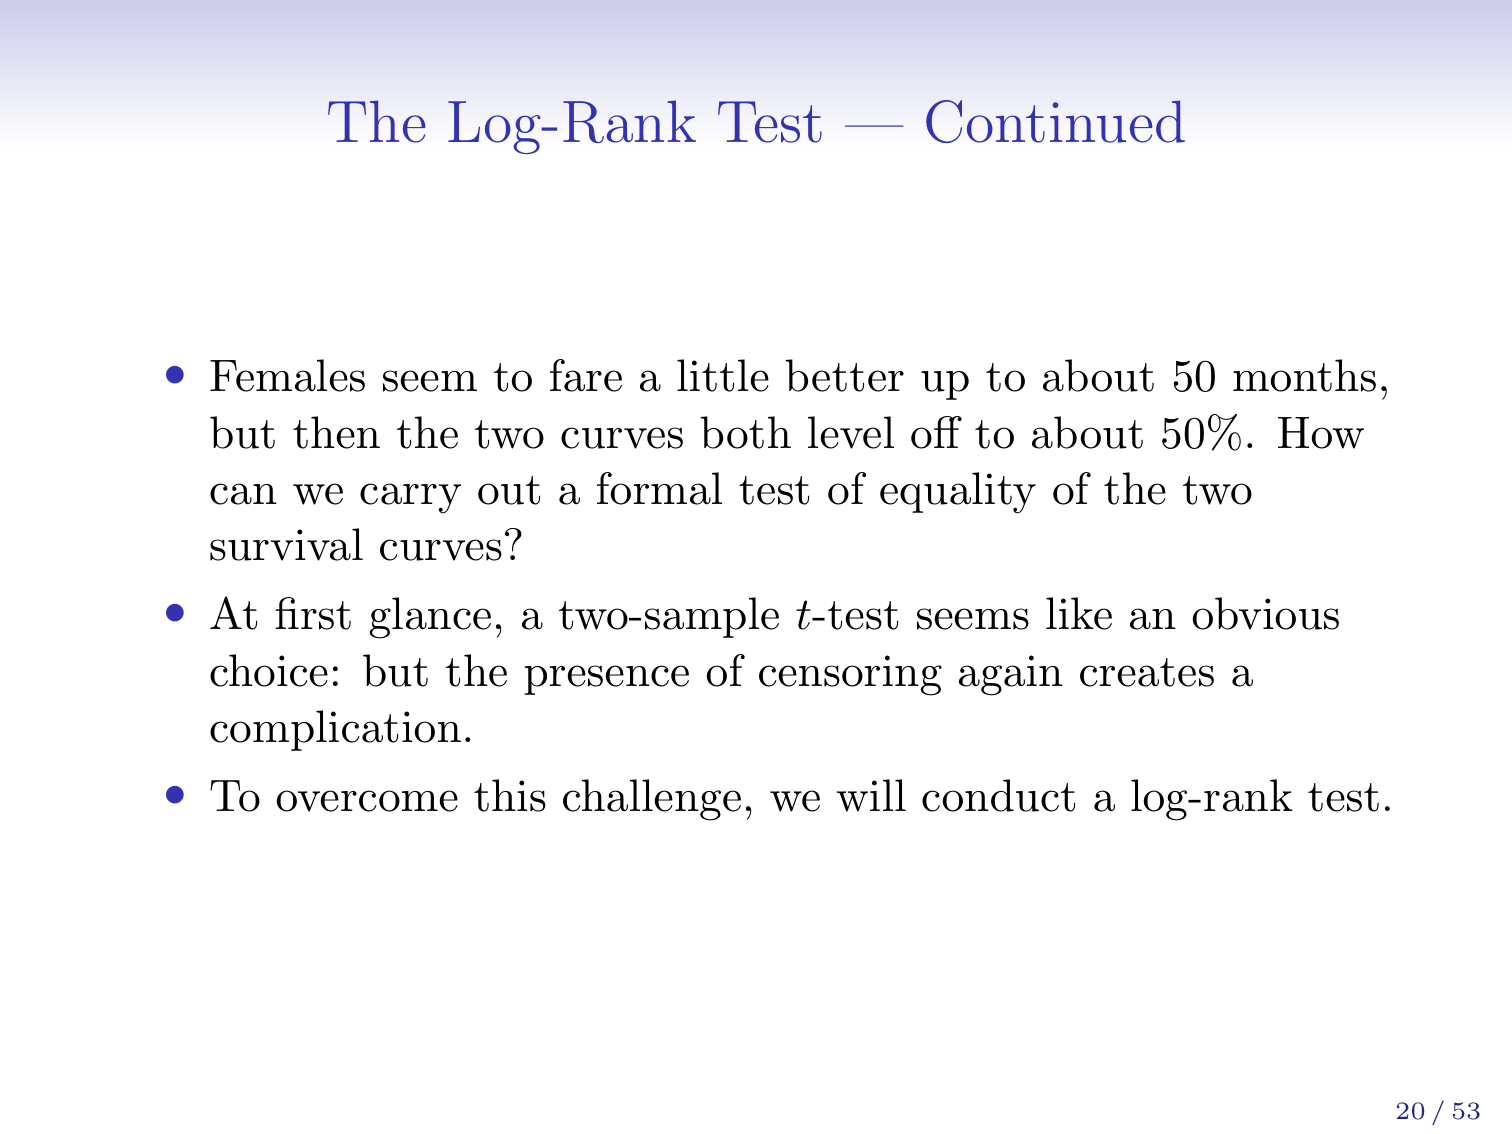 The Log-Rank Test — Continued
• Females seem to fare a little better up to about 50 months,
but then the two curves both level off to about 50%. How
can we carry out a formal test of equality of the two
survival curves?
• At first glance, a two-sample t-test seems like an obvious
choice: but the presence of censoring again creates a
complication.
• To overcome this challenge, we will conduct a log-rank test.
20 / 53